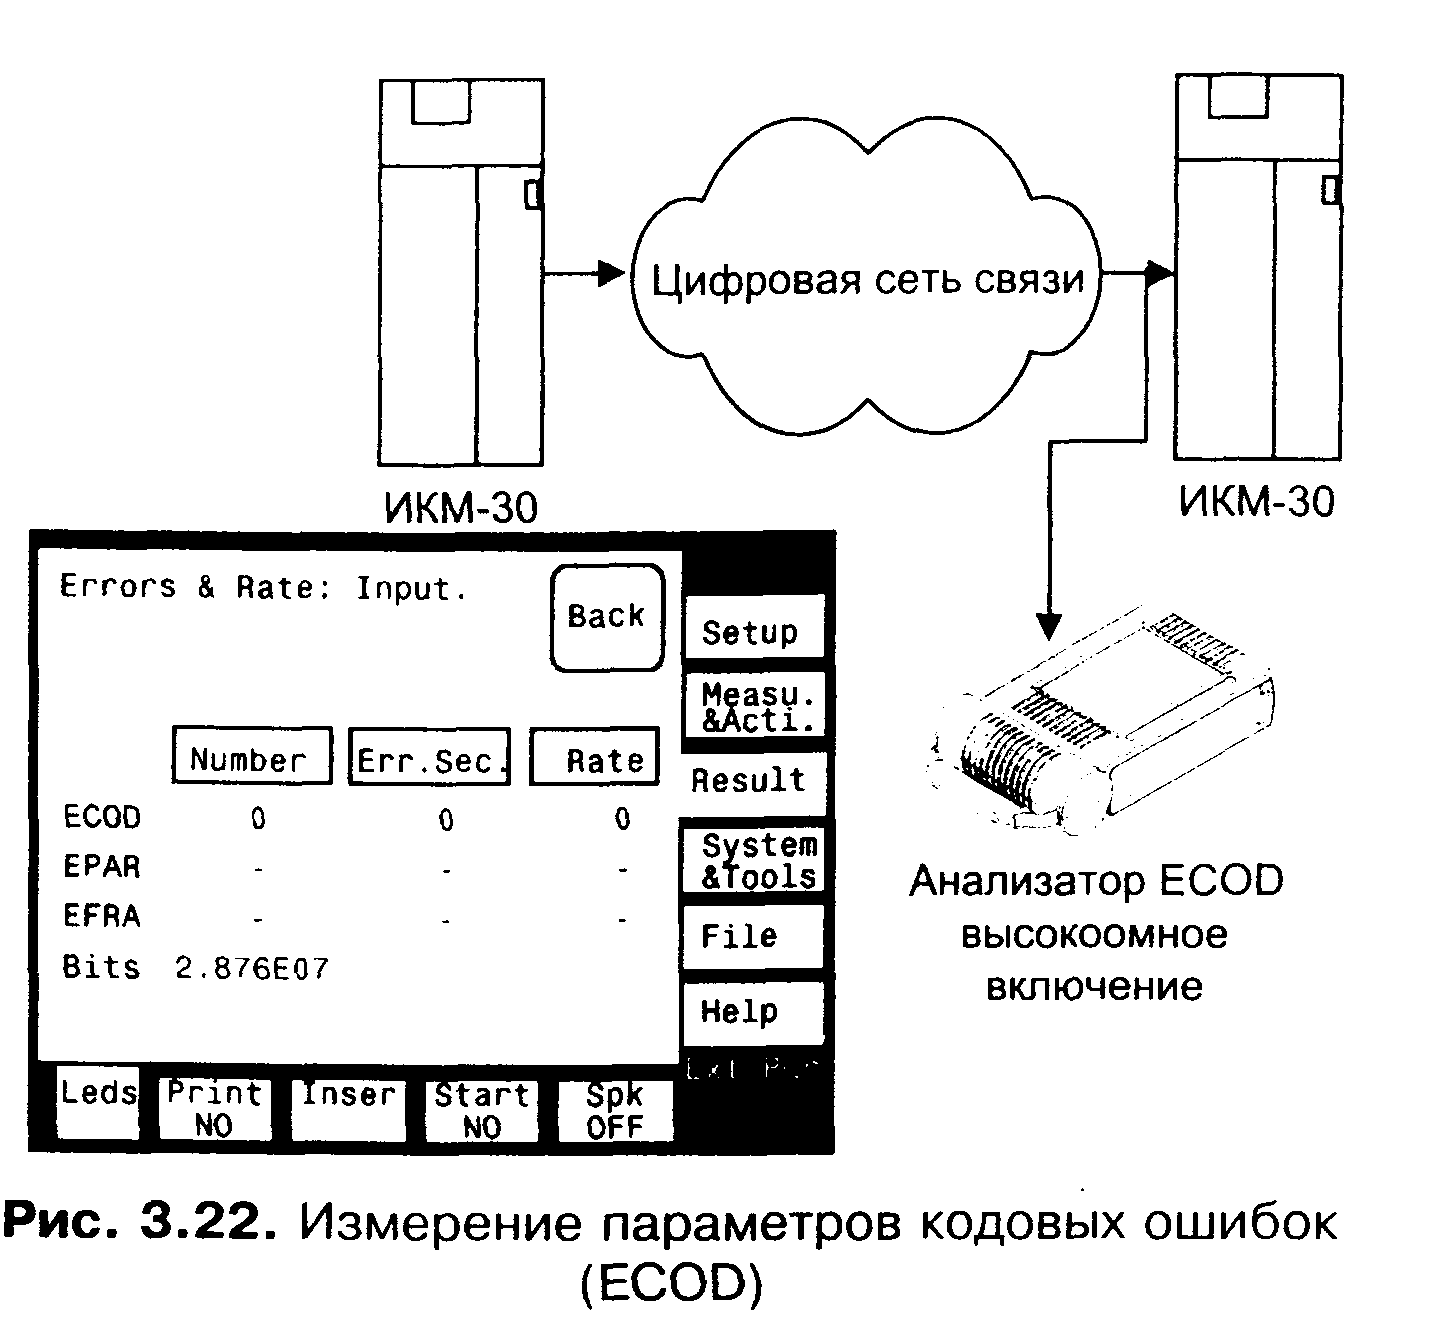 Цифровая сеть связи
ИКМ-30
ИКМ-30
Errors & Rate: Input.
Back
Number
Err.Sec.
Rate
ECOD 0 0 0
EPAR - - -
EFRA - - -
Bits 2.876E07
Setup
Measu.
&Acti.
Result
System
&Tools
File
Help
Leds
Print
NO
Inser
Start
NO
Spk
OFF
Анализатор ECOD
высокоомное
включение
Рис. 3.22. Измерение параметров кодовых ошибок
(ECOD)